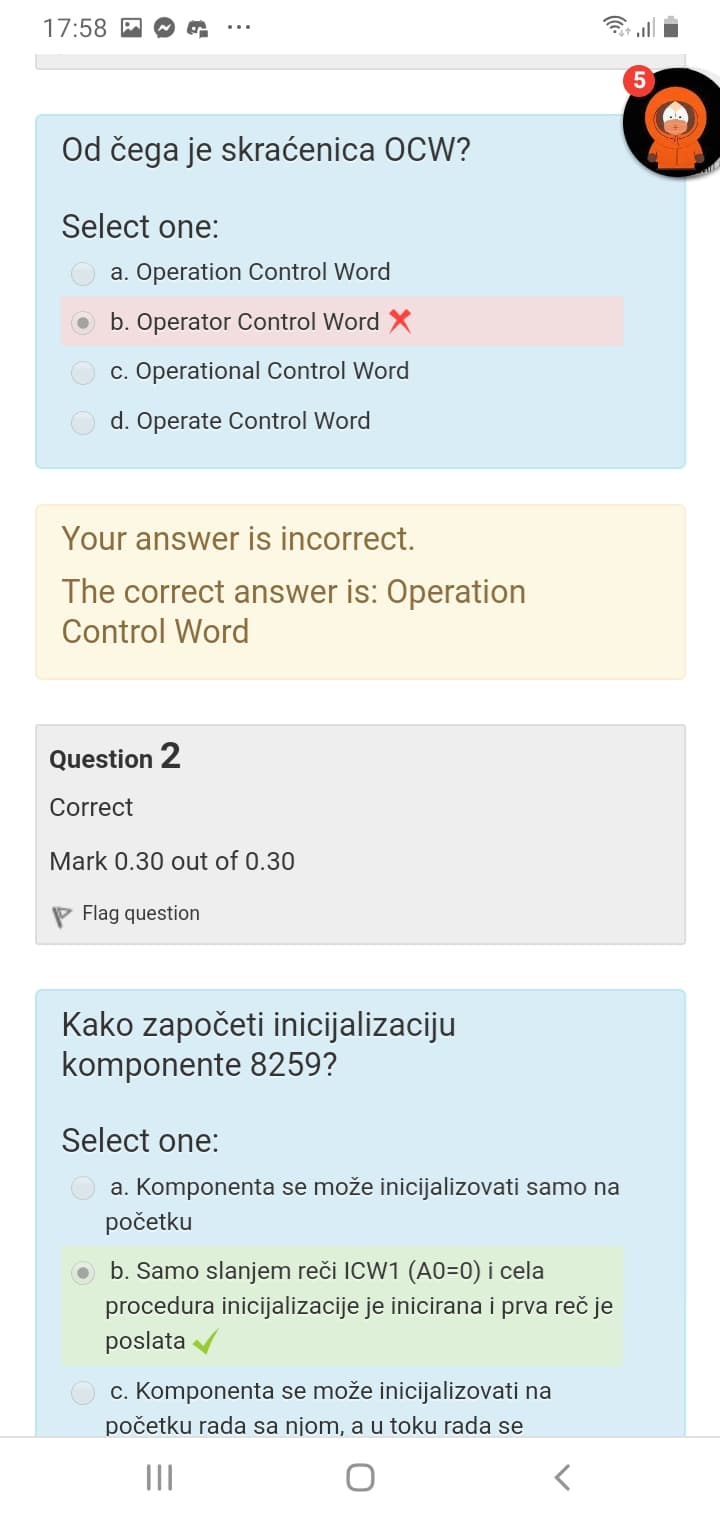 17:58
5
Od čega je skraćenica OCW?
Select one:
a. Operation Control Word
b. Operator Control Word
c. Operational Control Word
d. Operate Control Word
Your answer is incorrect.
The correct answer is: Operation
Control Word
Question 2
Correct
Mark 0.30 out of 0.30
Flag question
Kako započeti inicijalizaciju
komponente 8259?
Select one:
a. Komponenta se može inicijalizovati samo na
početku
b. Samo slanjem reči ICW1 (A0=0) i cela
procedura inicijalizacije je inicirana i prva reč je
poslata
c. Komponenta se može inicijalizovati na
početku rada sa njom, a u toku rada se